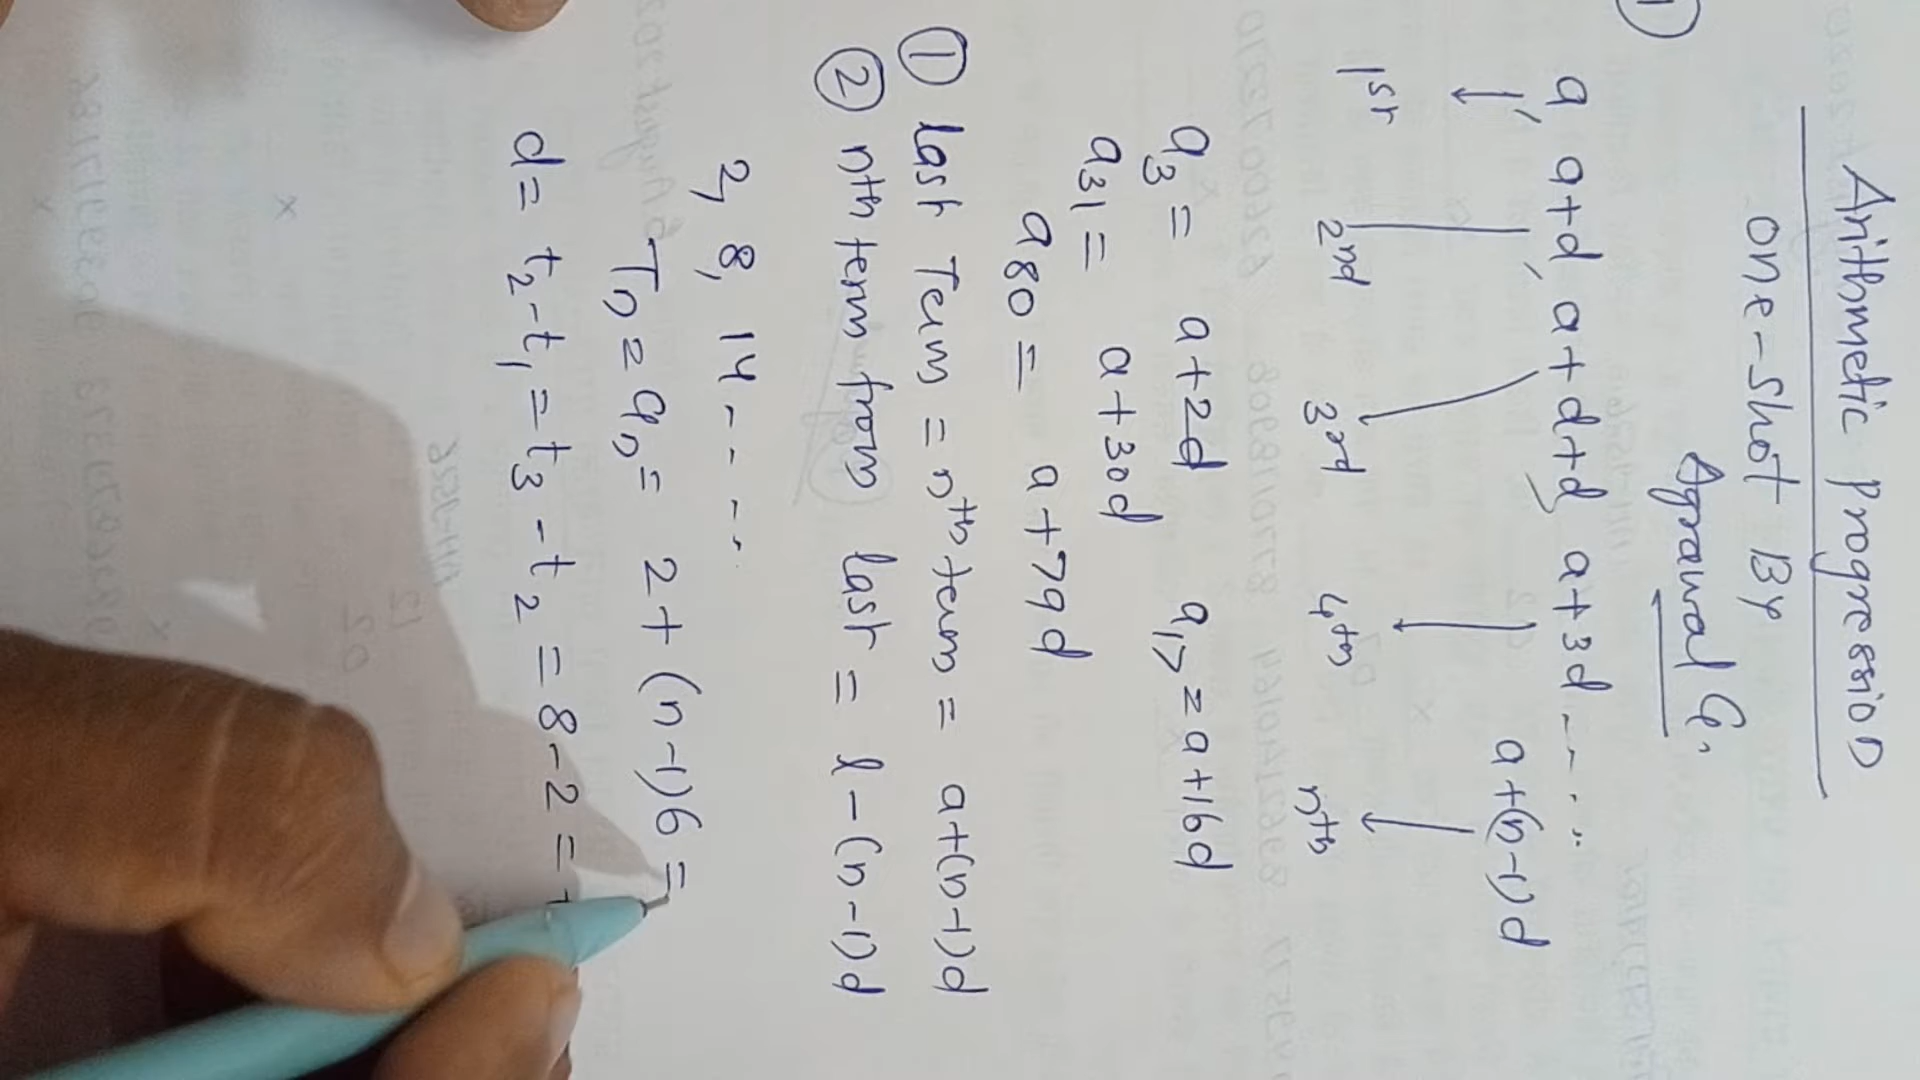 1
Arithmetic progression
one-shot By
Agrawal G.
a, a+d, a+d+d a+3d-----
a+(n-1)d
1st 2nd 3rd 4th nth
a3 = a+2d a17 = a+16d
a31 = a+30d
a80 = a+79d
① last Term = nth term = a+(n-1)d
② nth term from last = l-(n-1)d
2, 8, 14-----
Tn = an = 2+(n-1)6 =
d = t2-t1 = t3-t2 = 8-2 =